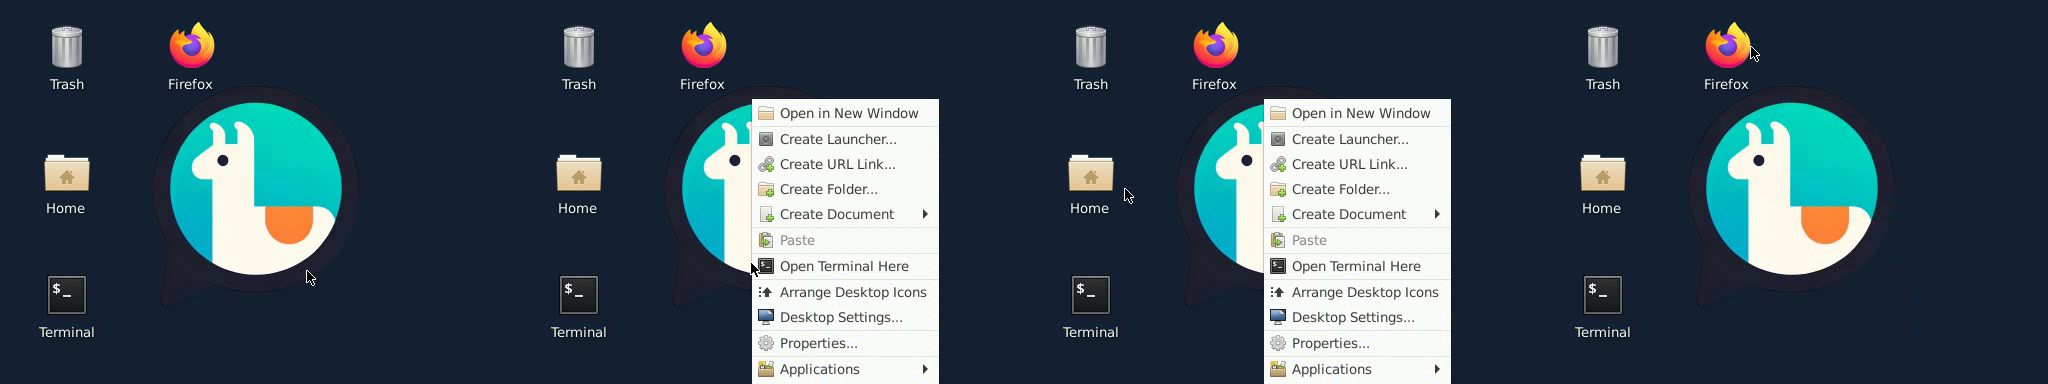 Trash
Firefox
Home
$_
Terminal
Trash
Firefox
Open in New Window
Create Launcher...
Create URL Link...
Create Folder...
Create Document
Paste
Open Terminal Here
Arrange Desktop Icons
Desktop Settings...
Properties...
Applications
Home
$_
Terminal
Trash
Firefox
Open in New Window
Create Launcher...
Create URL Link...
Create Folder...
Create Document
Paste
Open Terminal Here
Arrange Desktop Icons
Desktop Settings...
Properties...
Applications
Home
$_
Terminal
Trash
Firefox
Home
$_
Terminal